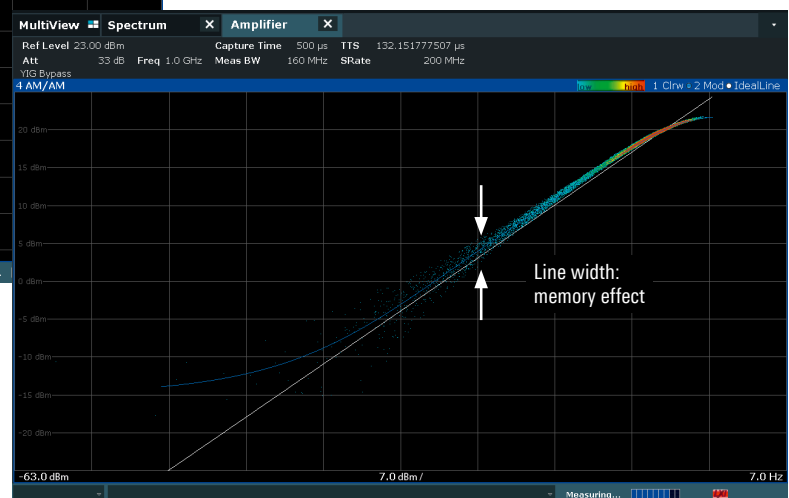 MultiView Spectrum X Amplifier X
Ref Level 23.00 dBm Capture Time 500 µs TTS 132.151777507 µs
Att 33 dB Freq 1.0 GHz Meas BW 160 MHz SRate 200 MHz
YIG Bypass
4 AM/AM low high 1 Clrw 2 Mod IdealLine
20 dBm
15 dBm
10 dBm
5 dBm
0 dBm
-5 dBm
-10 dBm
-15 dBm
-20 dBm
Line width:
memory effect
-63.0 dBm 7.0 dBm / 7.0 Hz
Measuring...